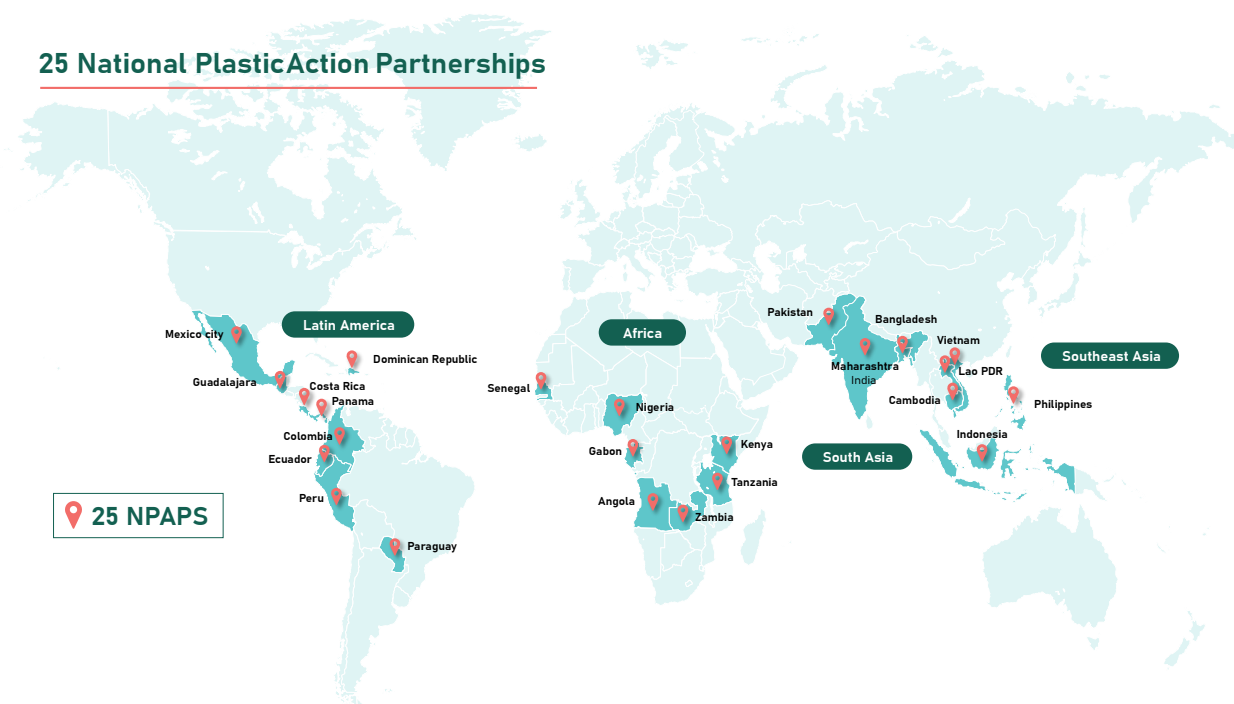 25 National Plastic Action Partnerships
Latin America
Mexico city
Guadalajara
Dominican Republic
Costa Rica
Panama
Colombia
Ecuador
Peru
Paraguay
25 NPAPS
Africa
Senegal
Nigeria
Gabon
Kenya
Tanzania
Angola
Zambia
Pakistan
Bangladesh
Maharashtra
India
South Asia
Vietnam
Lao PDR
Cambodia
Southeast Asia
Philippines
Indonesia